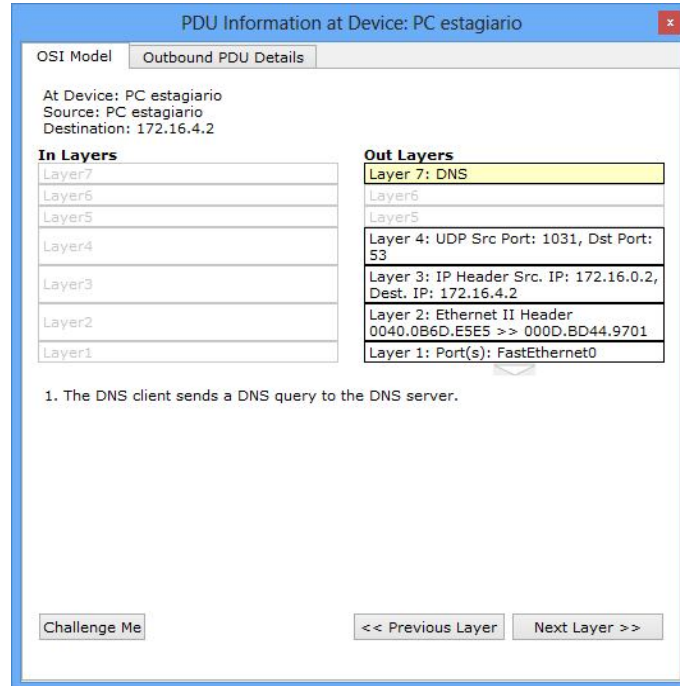 PDU Information at Device: PC estagiario
x
OSI Model
Outbound PDU Details
At Device: PC estagiario
Source: PC estagiario
Destination: 172.16.4.2
In Layers
Layer7
Layer6
Layer5
Layer4
Layer3
Layer2
Layer1
Out Layers
Layer 7: DNS
Layer6
Layer5
Layer 4: UDP Src Port: 1031, Dst Port:
53
Layer 3: IP Header Src. IP: 172.16.0.2,
Dest. IP: 172.16.4.2
Layer 2: Ethernet II Header
0040.0B6D.E5E5 >> 000D.BD44.9701
Layer 1: Port(s): FastEthernet0
1. The DNS client sends a DNS query to the DNS server.
Challenge Me
<< Previous Layer
Next Layer >>